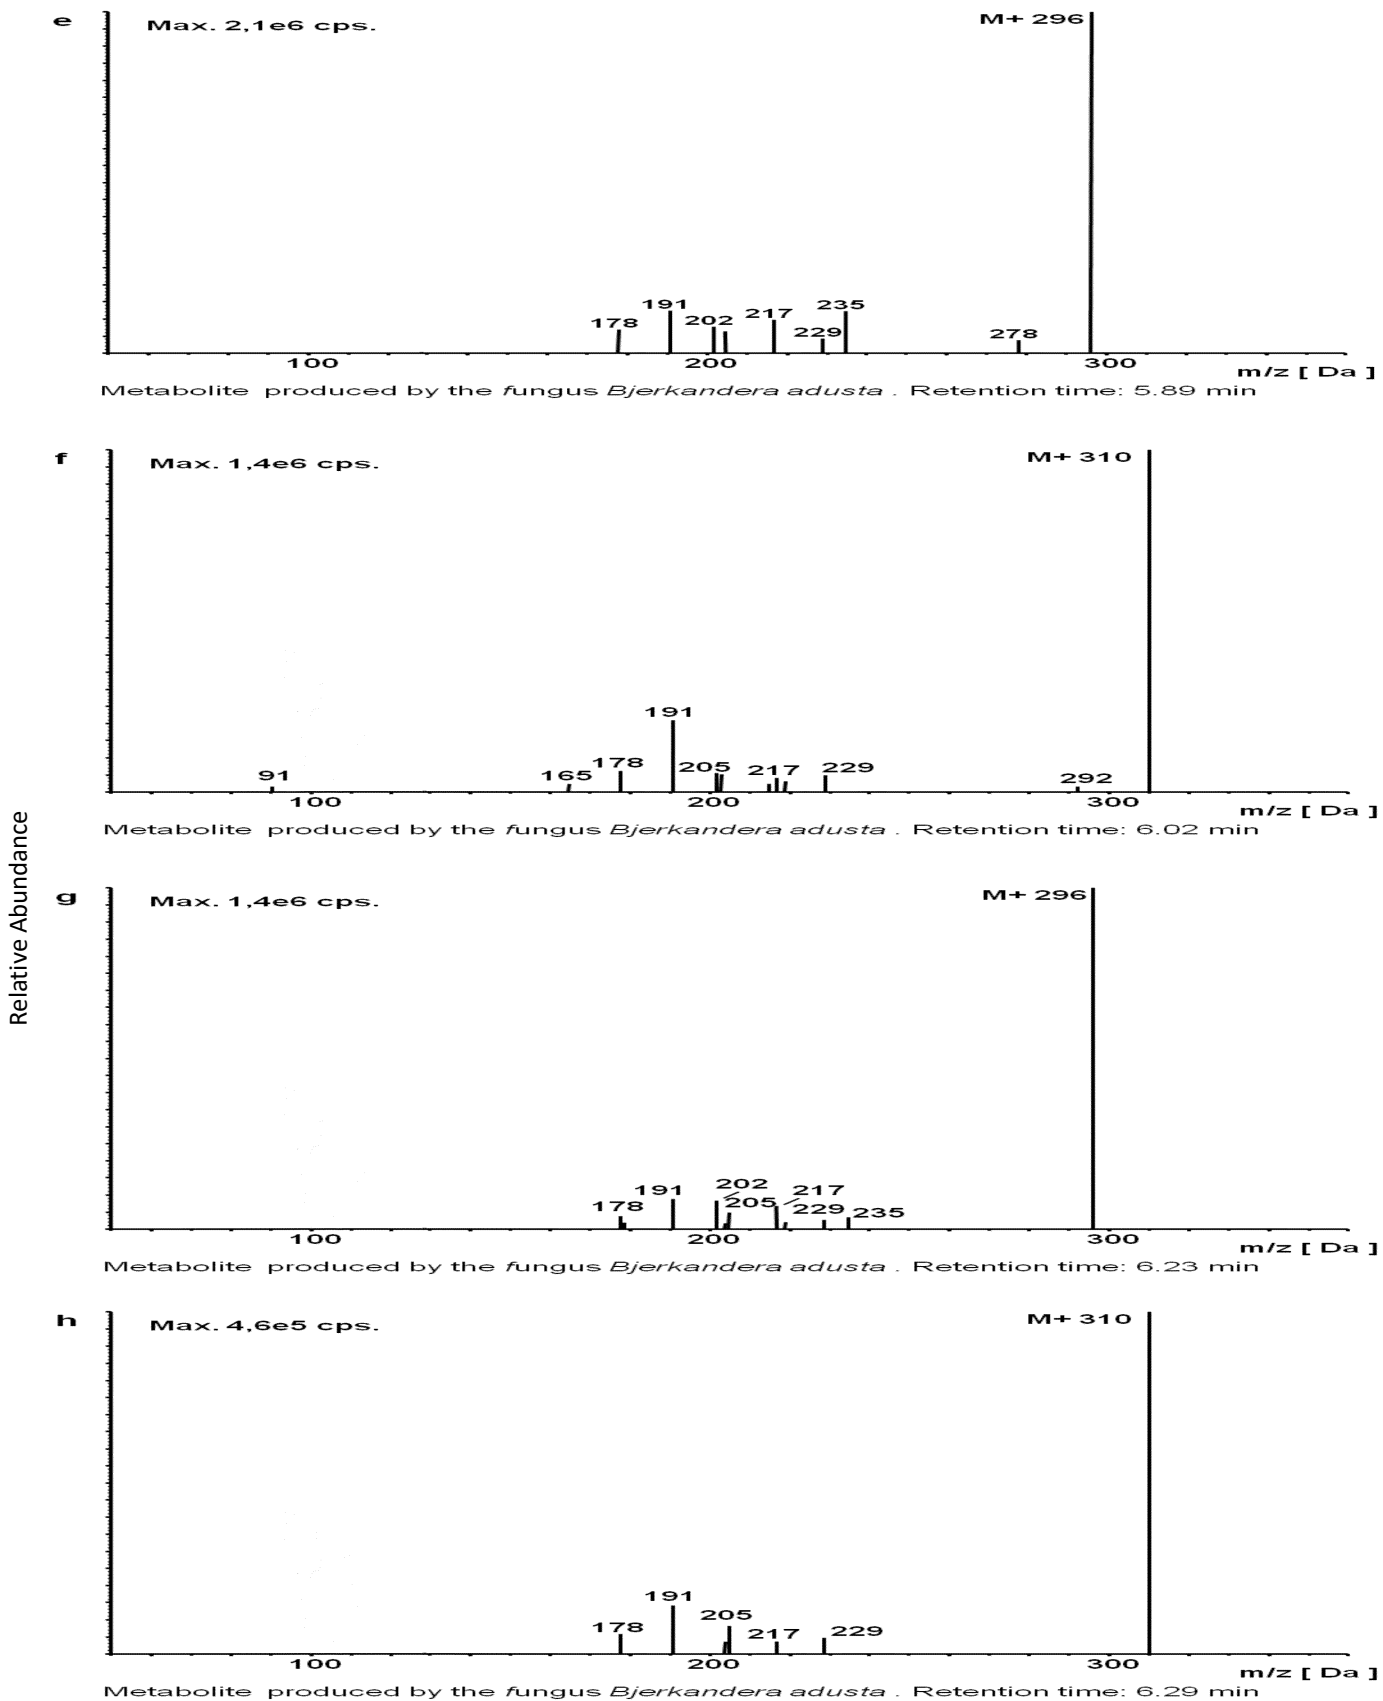 e
Max. 2,1e6 cps.
M+ 296
178 191 202 217 229 235 278
100 200 300
m/z [ Da ]
Metabolite produced by the fungus Bjerkandera adusta . Retention time: 5.89 min
f
Max. 1,4e6 cps.
M+ 310
91 165 178 191 205 217 229 292
100 200 300
m/z [ Da ]
Metabolite produced by the fungus Bjerkandera adusta . Retention time: 6.02 min
Relative Abundance
g
Max. 1,4e6 cps.
M+ 296
178 191 202 205 217 229 235
100 200 300
m/z [ Da ]
Metabolite produced by the fungus Bjerkandera adusta . Retention time: 6.23 min
h
Max. 4,6e5 cps.
M+ 310
178 191 205 217 229
100 200 300
m/z [ Da ]
Metabolite produced by the fungus Bjerkandera adusta . Retention time: 6.29 min